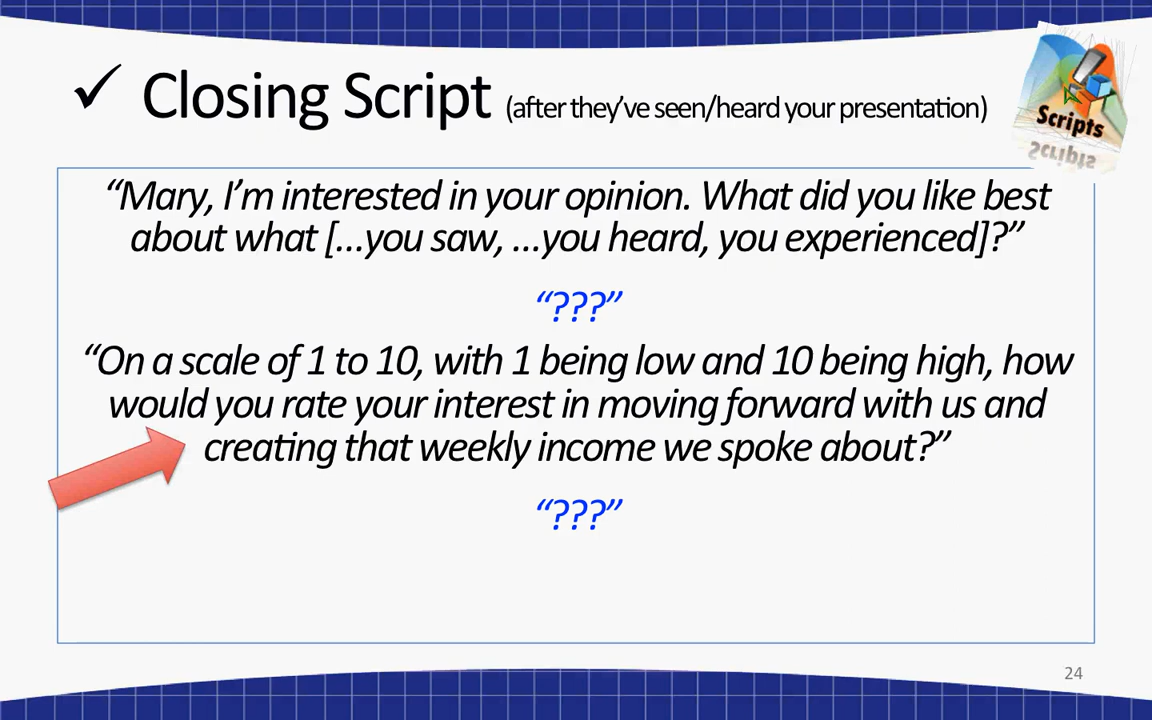 ✓ Closing Script (after they’ve seen/heard your presentation)
Scripts
“Mary, I’m interested in your opinion. What did you like best
about what [...you saw, ...you heard, you experienced]?”
“???”
“On a scale of 1 to 10, with 1 being low and 10 being high, how
would you rate your interest in moving forward with us and
creating that weekly income we spoke about?”
“???”
24